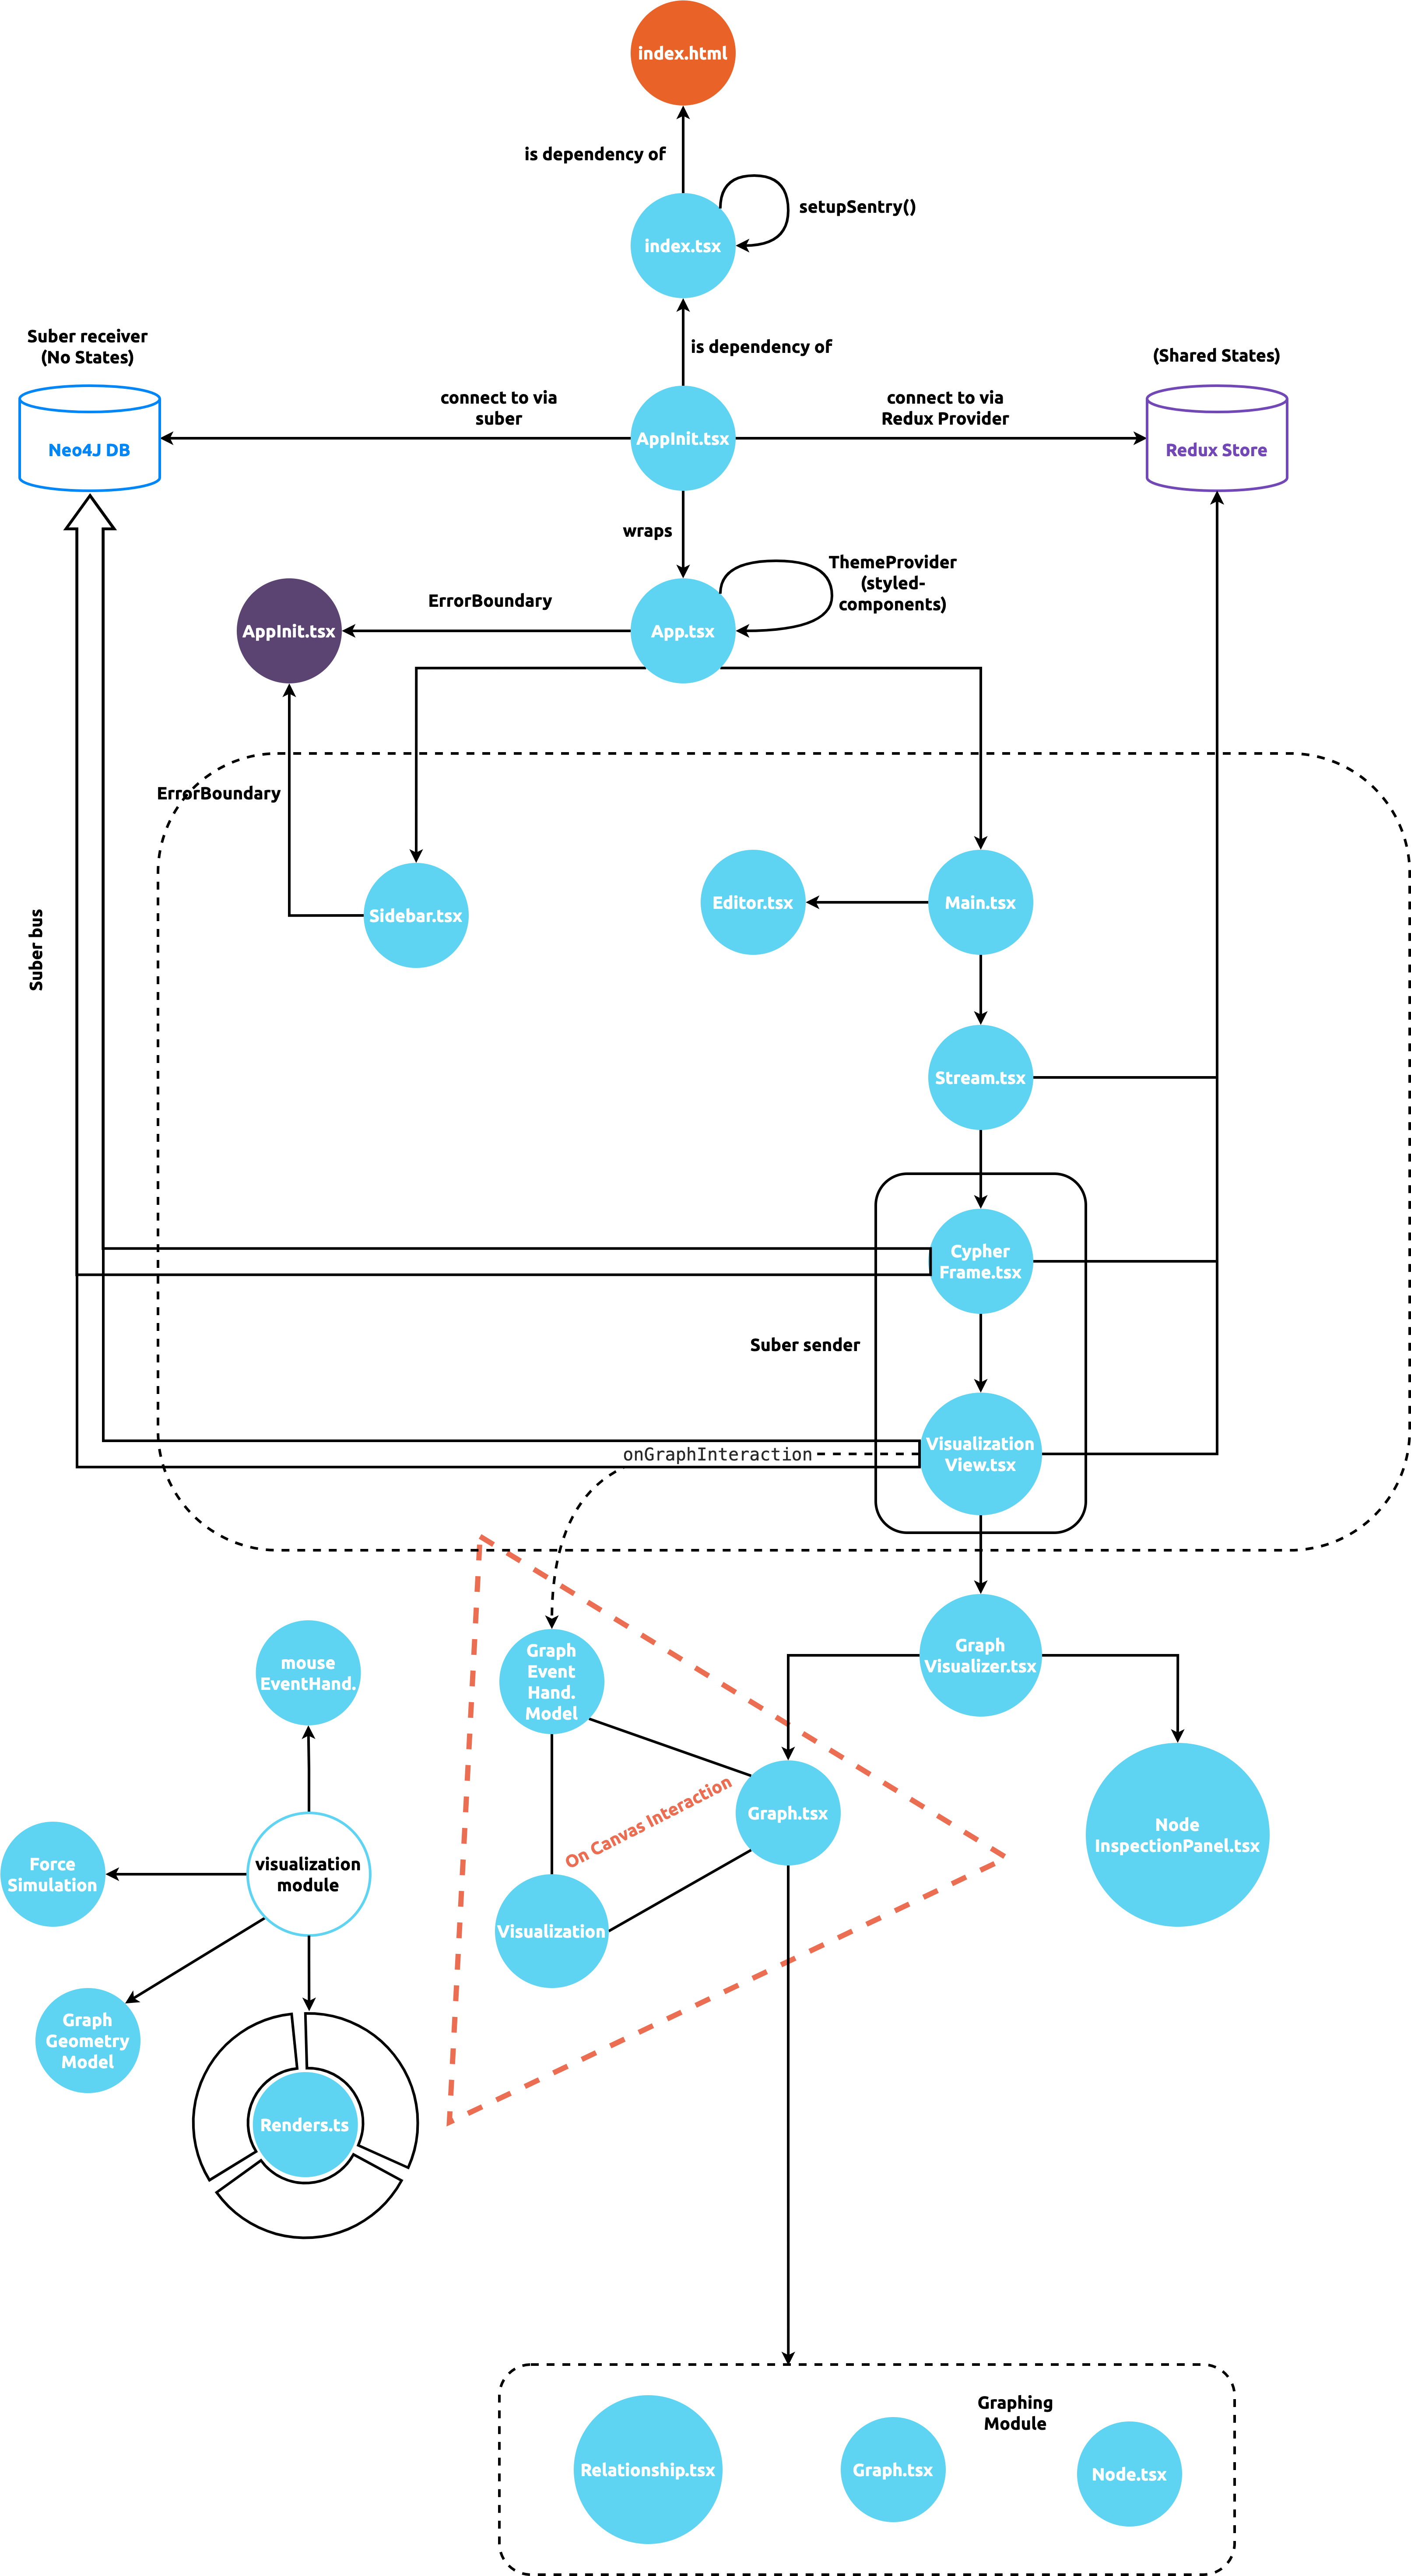 index.html
is dependency of
setupSentry()
index.tsx
Suber receiver
(No States)
is dependency of
(Shared States)
connect to via
suber
connect to via
Redux Provider
Neo4J DB
AppInit.tsx
Redux Store
wraps
ThemeProvider
(styled-
components)
ErrorBoundary
AppInit.tsx
App.tsx
ErrorBoundary
Suber bus
Sidebar.tsx
Editor.tsx
Main.tsx
Stream.tsx
Cypher
Frame.tsx
Suber sender
onGraphInteraction
Visualization
View.tsx
Graph
Visualizer.tsx
mouse
EventHand.
Graph
Event
Hand.
Model
On Canvas Interaction
Graph.tsx
Node
InspectionPanel.tsx
Force
Simulation
visualization
module
Visualization
Graph
Geometry
Model
Renders.ts
Graphing
Module
Relationship.tsx
Graph.tsx
Node.tsx